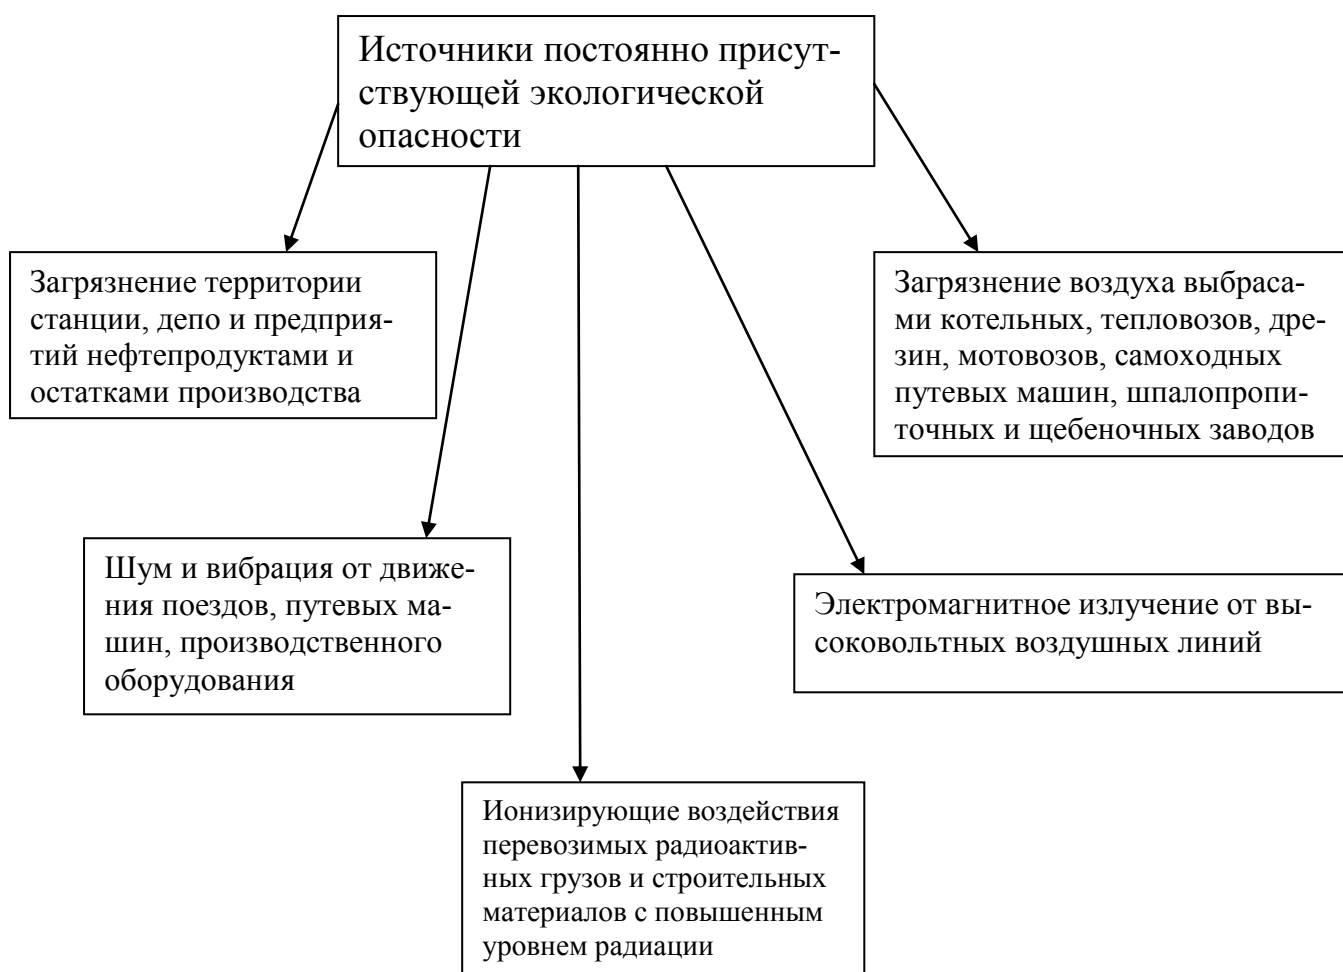 Источники постоянно присут-
ствующей экологической
опасности
Загрязнение территории
станции, депо и предприя-
тий нефтепродуктами и
остатками производства
Загрязнение воздуха выбраса-
ми котельных, тепловозов, дре-
зин, мотовозов, самоходных
путевых машин, шпалопропи-
точных и щебеночных заводов
Шум и вибрация от движе-
ния поездов, путевых ма-
шин, производственного
оборудования
Электромагнитное излучение от вы-
соковольтных воздушных линий
Ионизирующие воздействия
перевозимых радиоактив-
ных грузов и строительных
материалов с повышенным
уровнем радиации